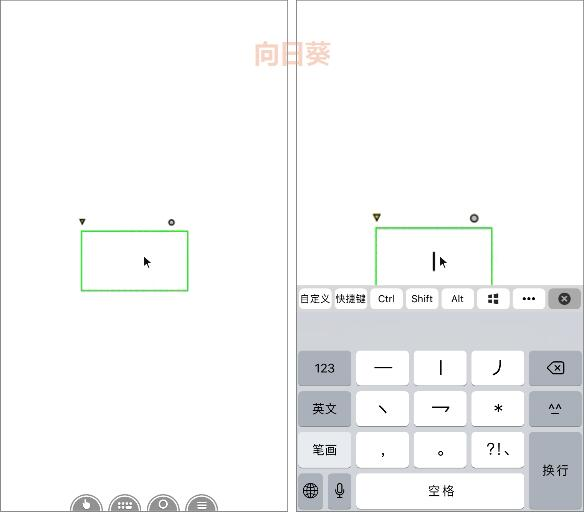 向日葵
自定义 快捷键 Ctrl Shift Alt
123 一 丨 丿
英文 丶 乛 * ^^
笔画 , 。 ?!、 换行
空格